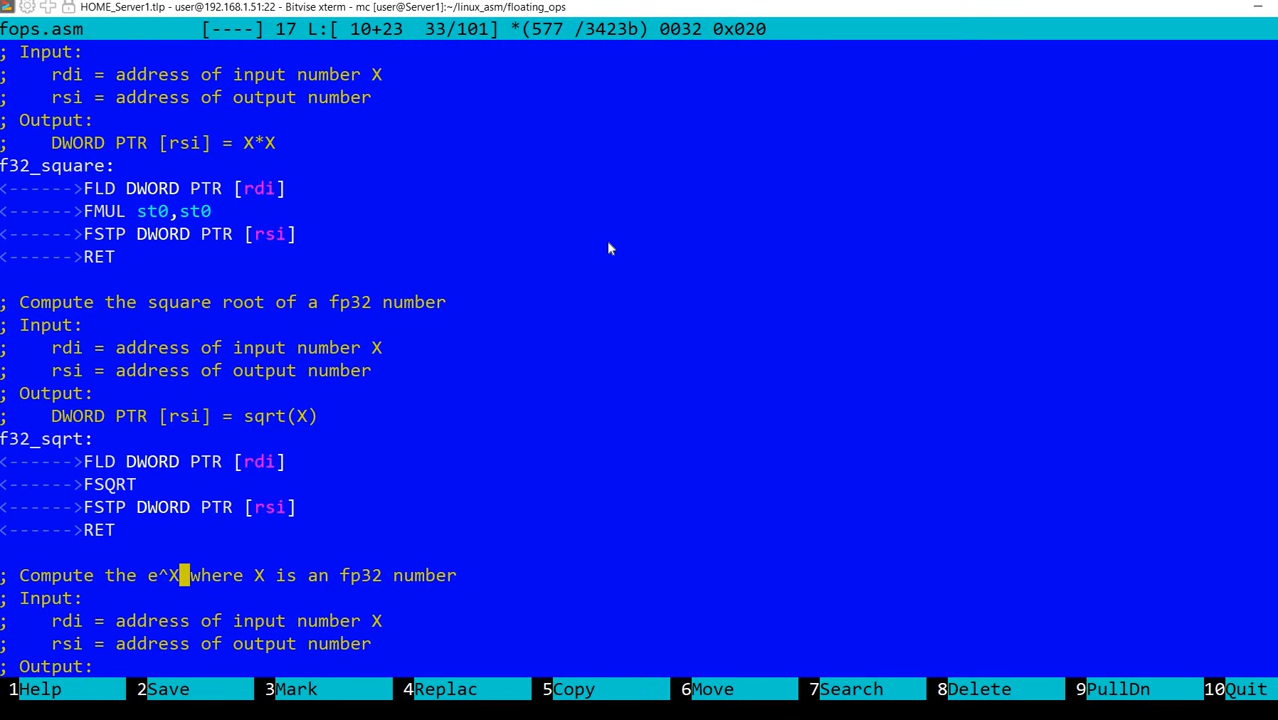 HOME_Server1.tlp - user@192.168.1.51:22 - Bitvise xterm - mc [user@Server1]:~/linux_asm/floating_ops
fops.asm [----] 17 L:[ 10+23 33/101] *(577 /3423b) 0032 0x020
; Input:
; rdi = address of input number X
; rsi = address of output number
; Output:
; DWORD PTR [rsi] = X*X
f32_square:
<------>FLD DWORD PTR [rdi]
<------>FMUL st0,st0
<------>FSTP DWORD PTR [rsi]
<------>RET
; Compute the square root of a fp32 number
; Input:
; rdi = address of input number X
; rsi = address of output number
; Output:
; DWORD PTR [rsi] = sqrt(X)
f32_sqrt:
<------>FLD DWORD PTR [rdi]
<------>FSQRT
<------>FSTP DWORD PTR [rsi]
<------>RET
; Compute the e^X where X is an fp32 number
; Input:
; rdi = address of input number X
; rsi = address of output number
; Output:
1Help 2Save 3Mark 4Replac 5Copy 6Move 7Search 8Delete 9PullDn 10Quit